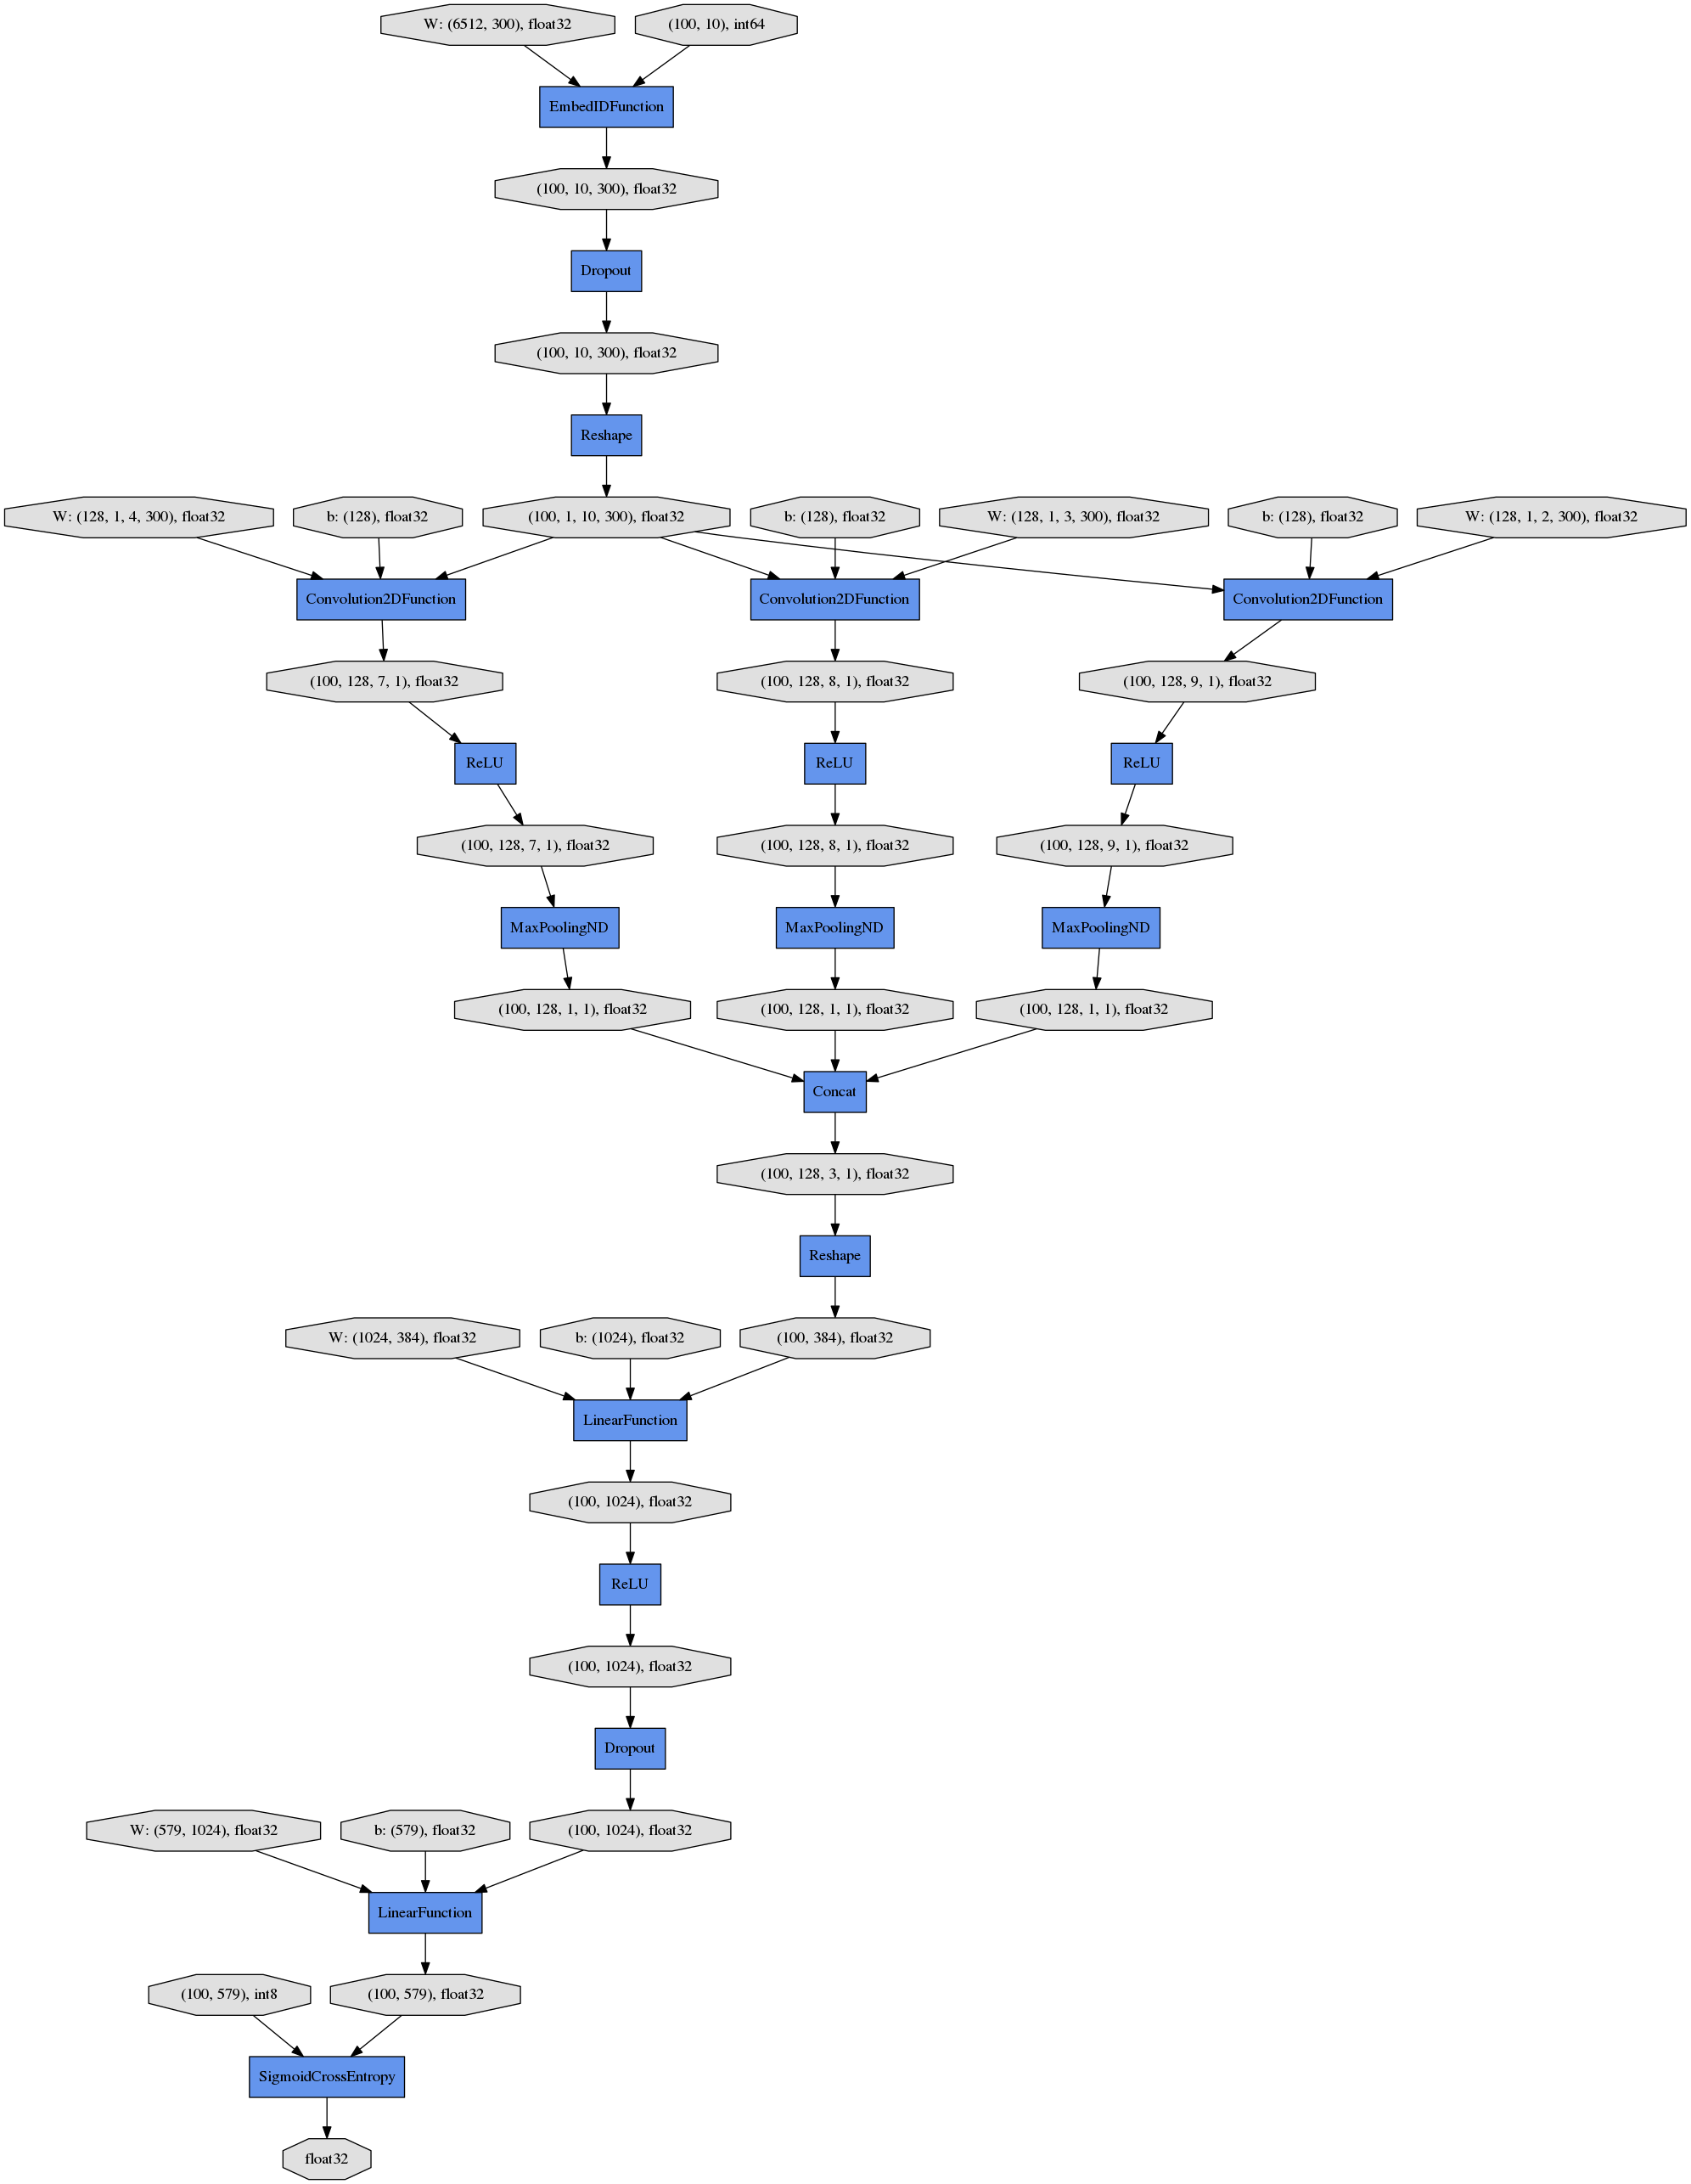 W: (6512, 300), float32
(100, 10), int64
EmbedIDFunction
(100, 10, 300), float32
Dropout
(100, 10, 300), float32
Reshape
W: (128, 1, 4, 300), float32
b: (128), float32
(100, 1, 10, 300), float32
b: (128), float32
W: (128, 1, 3, 300), float32
b: (128), float32
W: (128, 1, 2, 300), float32
Convolution2DFunction
Convolution2DFunction
Convolution2DFunction
(100, 128, 7, 1), float32
(100, 128, 8, 1), float32
(100, 128, 9, 1), float32
ReLU
ReLU
ReLU
(100, 128, 7, 1), float32
(100, 128, 8, 1), float32
(100, 128, 9, 1), float32
MaxPoolingND
MaxPoolingND
MaxPoolingND
(100, 128, 1, 1), float32
(100, 128, 1, 1), float32
(100, 128, 1, 1), float32
Concat
(100, 128, 3, 1), float32
Reshape
W: (1024, 384), float32
b: (1024), float32
(100, 384), float32
LinearFunction
(100, 1024), float32
ReLU
(100, 1024), float32
Dropout
W: (579, 1024), float32
b: (579), float32
(100, 1024), float32
LinearFunction
(100, 579), int8
(100, 579), float32
SigmoidCrossEntropy
float32